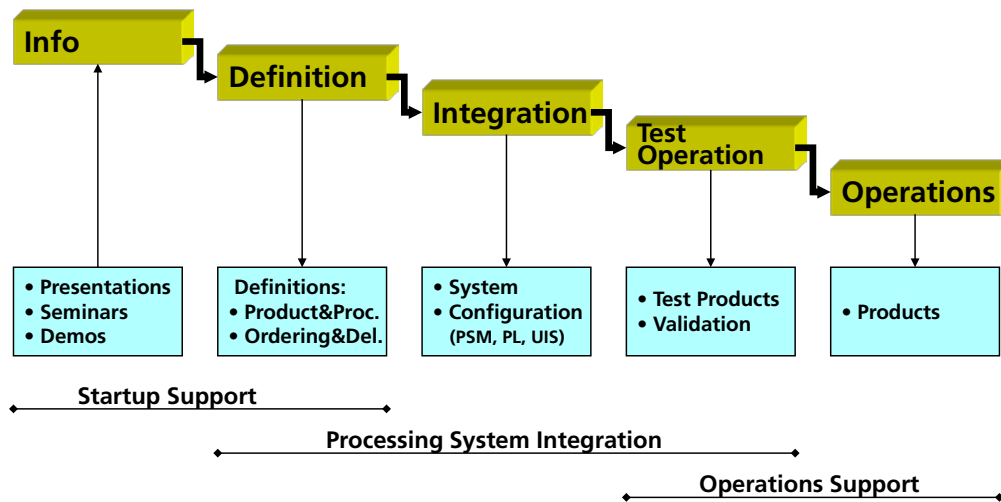 Info
Definition
Integration
Test
Operation
Operations
• Presentations
• Seminars
• Demos
Definitions:
• Product&Proc.
• Ordering&Del.
• System
• Configuration
(PSM, PL, UIS)
• Test Products
• Validation
• Products
Startup Support
Processing System Integration
Operations Support